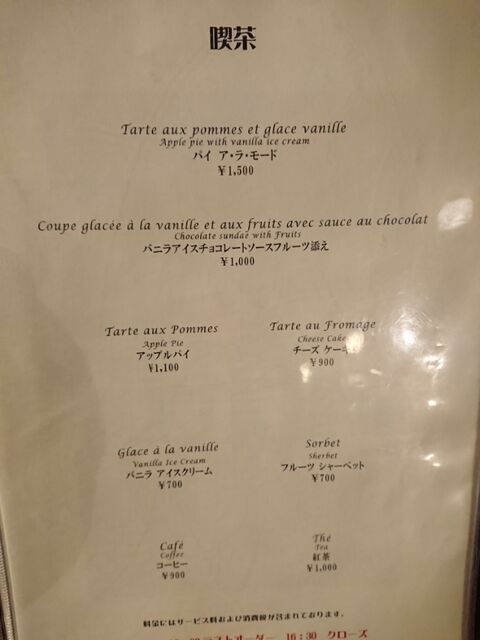 喫茶
Tarte aux pommes et glace vanille
Apple pie with vanilla ice cream
パイ ア・ラ・モード
¥1,500
Coupe glacée à la vanille et aux fruits avec sauce au chocolat
Chocolate sundae with Fruits
バニラアイスチョコレートソースフルーツ添え
¥1,000
Tarte aux Pommes
Apple Pie
アップルパイ
¥1,100
Tarte au Fromage
Cheese Cake
チーズ ケーキ
¥900
Glace à la vanille
Vanilla Ice Cream
バニラ アイスクリーム
¥700
Sorbet
Sherbet
フルーツ シャーベット
¥700
Café
Coffee
コーヒー
¥900
Thé
Tea
紅茶
¥1,000
料金にはサービス料および消費税が含まれております。
ラストオーダー 16:30 クローズ